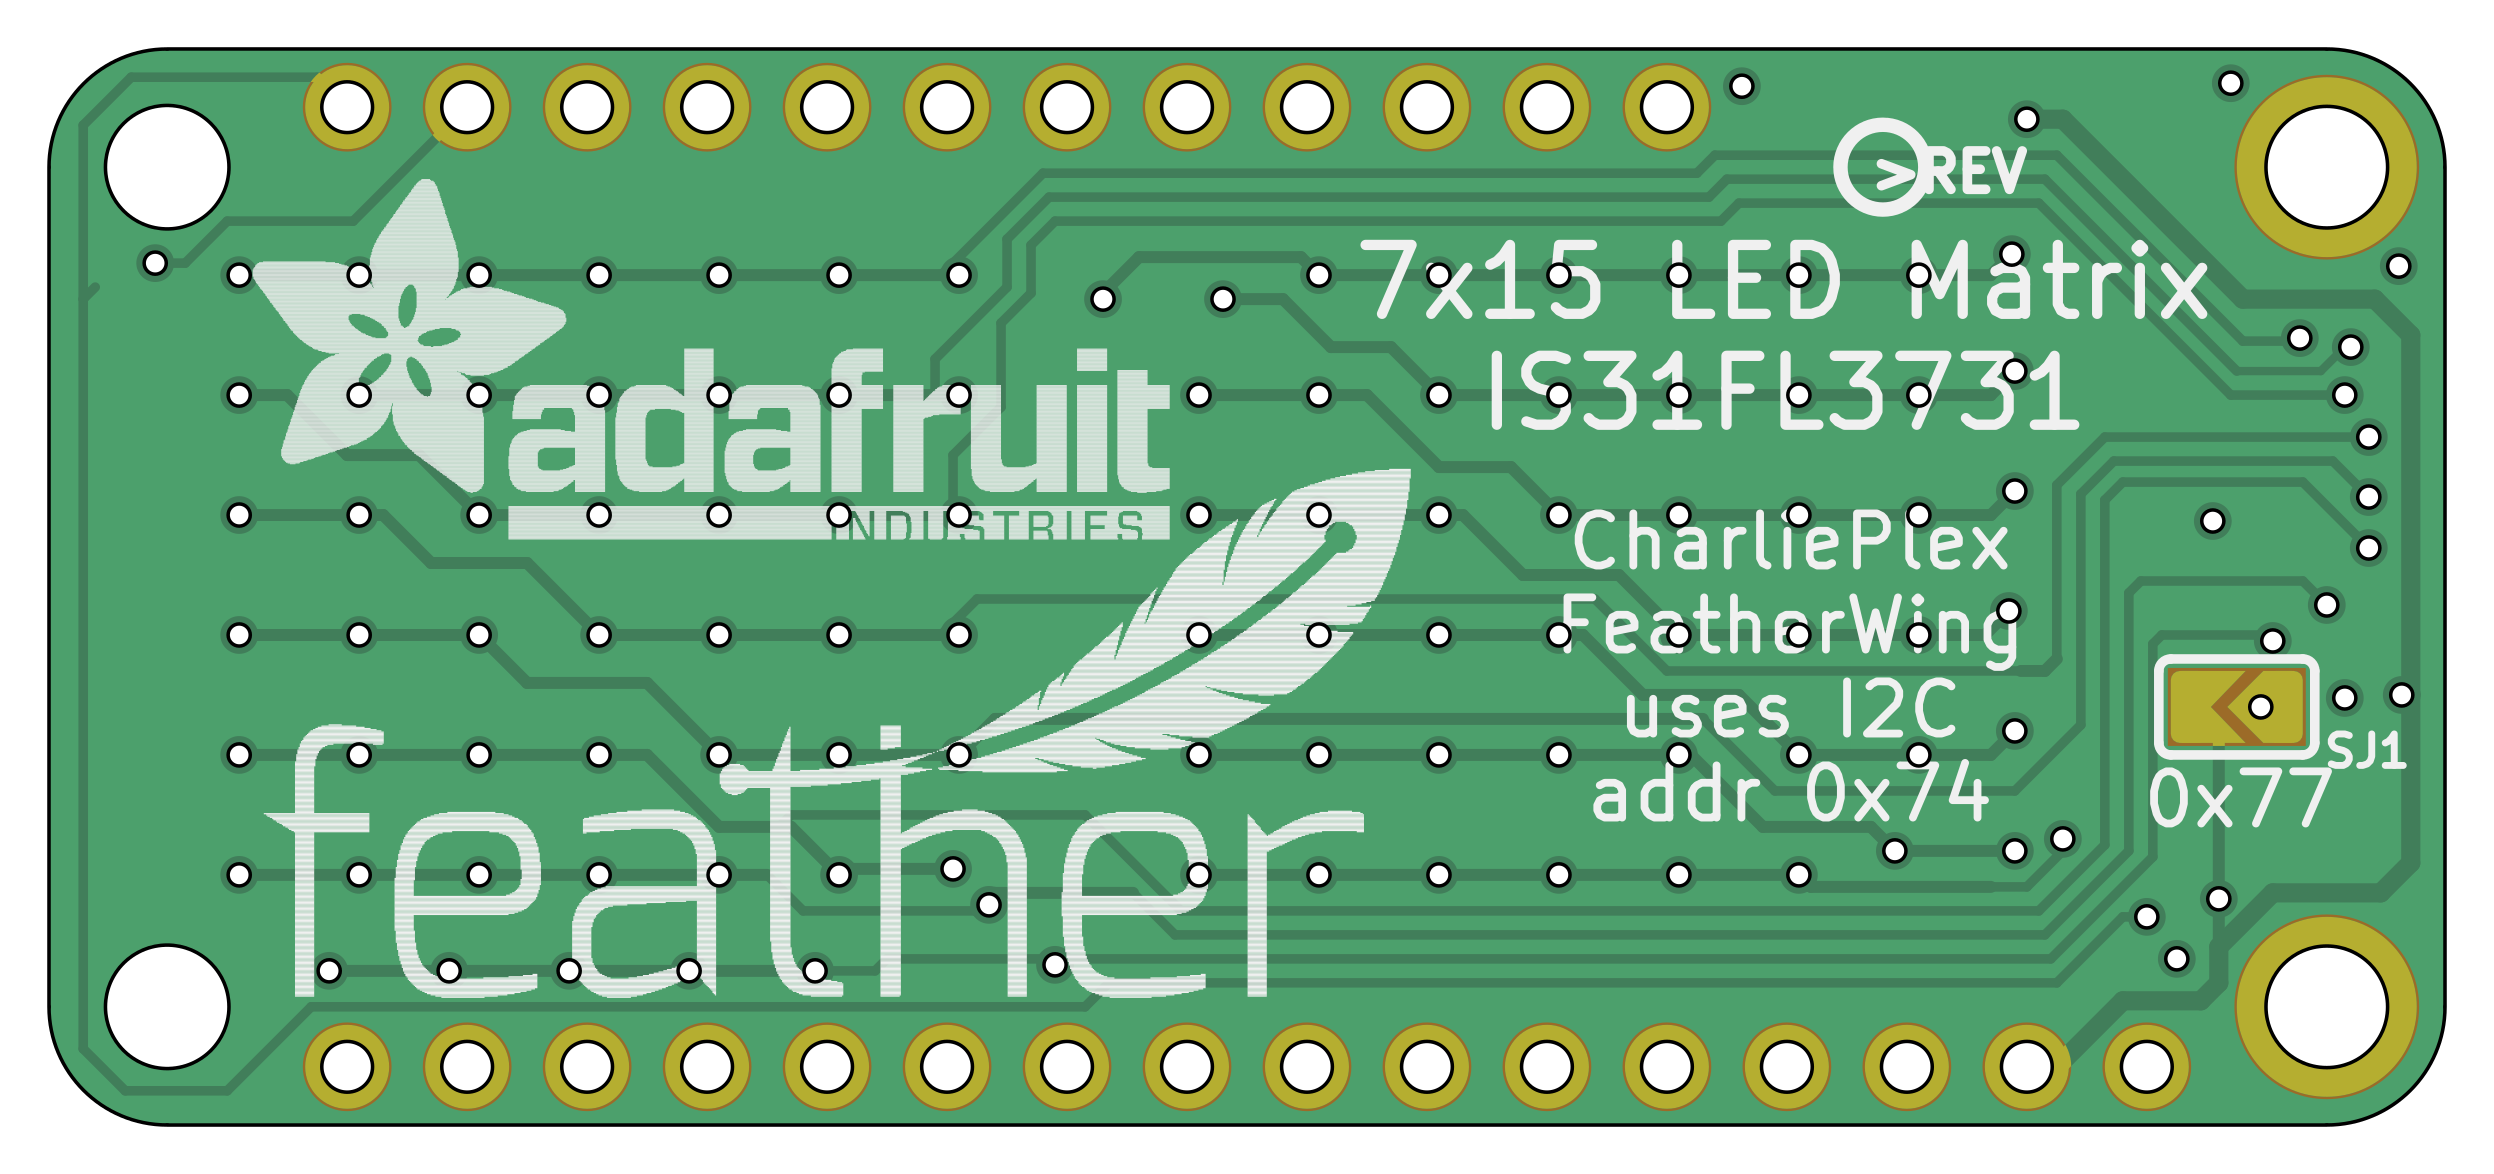 >REV
adafruit
INDUSTRIES
feather
7x15 LED Matrix
IS31FL3731
CharliePlex
FeatherWing
uses I2C
addr 0x74
SJ1
0x77